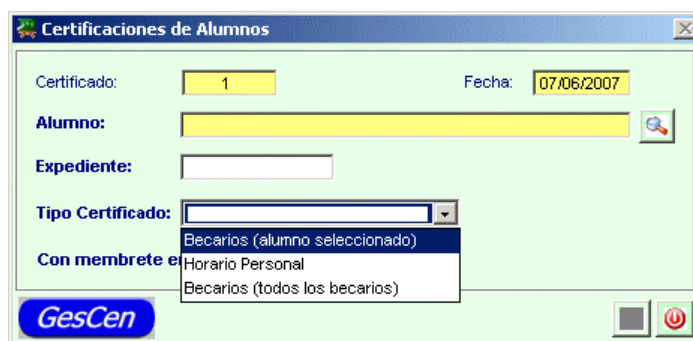 Certificaciones de Alumnos
Certificado: 1 Fecha: 07/06/2007
Alumno:
Expediente:
Tipo Certificado:
Becarios (alumno seleccionado)
Con membrete
Horario Personal
Becarios (todos los becarios)
GesCen